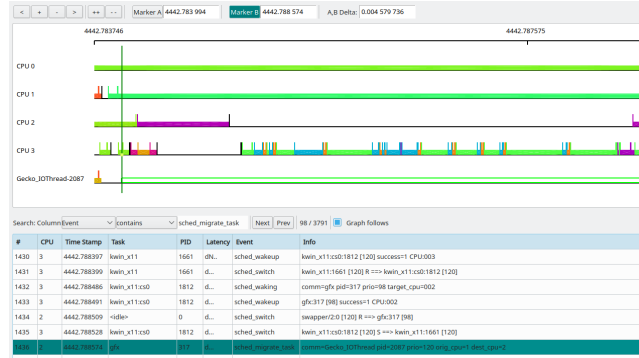 < + - > ++ -- Marker A 4442.783 994 Marker B 4442.788 574 A,B Delta: 0.004 579 736
4442.783746 4442.787575
CPU 0
CPU 1
CPU 2
CPU 3
Gecko_IOThread-2087
Search: Column Event contains sched_migrate_task Next Prev 98 / 3791 Graph follows
# CPU Time Stamp Task PID Latency Event Info
1430 3 4442.788397 kwin_x11 1661 dN.. sched_wakeup kwin_x11:cs0:1812 [120] success=1 CPU:003
1431 3 4442.788399 kwin_x11 1661 d... sched_switch kwin_x11:1661 [120] R ==> kwin_x11:cs0:1812 [120]
1432 3 4442.788486 kwin_x11:cs0 1812 d... sched_waking comm=gfx pid=317 prio=98 target_cpu=002
1433 3 4442.788491 kwin_x11:cs0 1812 d... sched_wakeup gfx:317 [98] success=1 CPU:002
1434 2 4442.788509 <idle> 0 d... sched_switch swapper/2:0 [120] R ==> gfx:317 [98]
1435 3 4442.788528 kwin_x11:cs0 1812 d... sched_switch kwin_x11:cs0:1812 [120] S ==> kwin_x11:1661 [120]
1436 2 4442.788574 gfx 317 d... sched_migrate_task comm=Gecko_IOThread pid=2087 prio=120 orig_cpu=1 dest_cpu=2